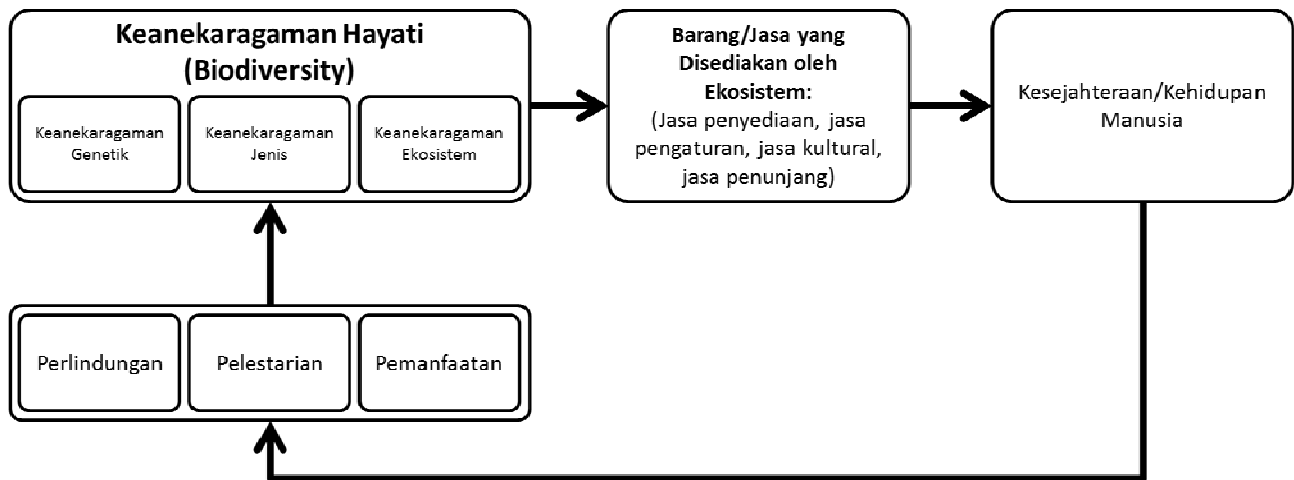 Keanekaragaman Hayati
(Biodiversity)
Keanekaragaman
Genetik
Keanekaragaman
Jenis
Keanekaragaman
Ekosistem
Barang/Jasa yang
Disediakan oleh
Ekosistem:
(Jasa penyediaan, jasa
pengaturan, jasa kultural,
jasa penunjang)
Kesejahteraan/Kehidupan
Manusia
Perlindungan
Pelestarian
Pemanfaatan